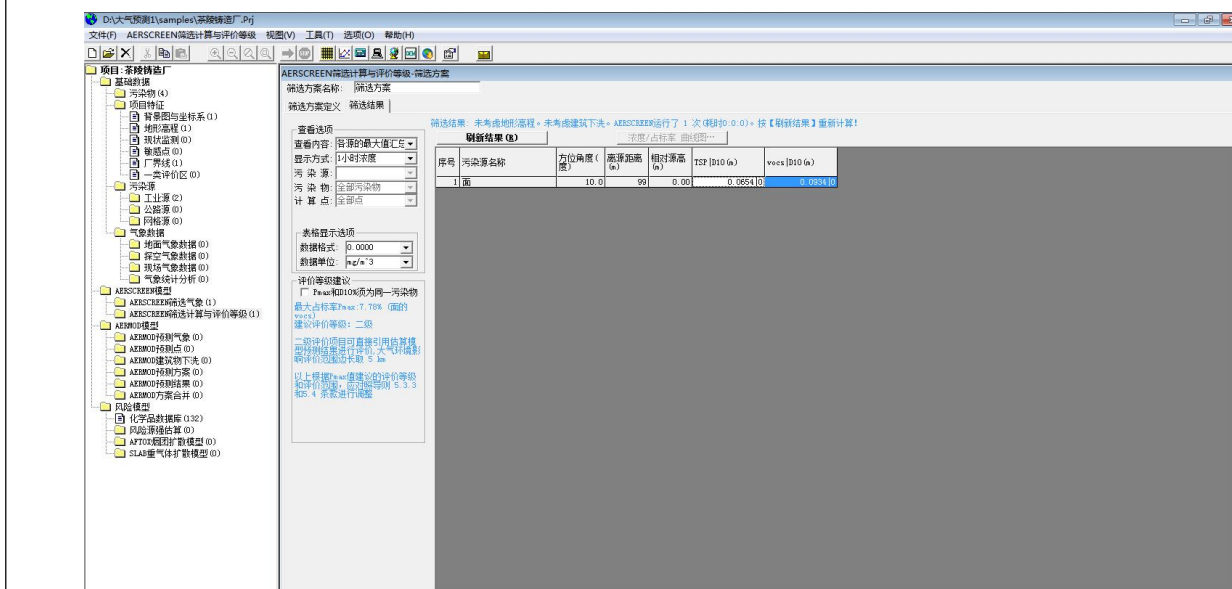 D:\大气预测1\samples\茶陵铸造厂.Prj
文件(F) AERSCREEN筛选计算与评价等级 视图(V) 工具(T) 选项(O) 帮助(H)
项目:茶陵铸造厂
基础数据
污染物(4)
项目特征
背景图与坐标系(1)
地形高程(1)
现状监测(0)
敏感点(0)
厂界线(1)
一类评价区(0)
污染源
工业源(2)
公路源(0)
网格源(0)
气象数据
地面气象数据(0)
探空气象数据(0)
现场气象数据(0)
气象统计分析(0)
AERSCREEN模型
AERSCREEN筛选气象(1)
AERSCREEN筛选计算与评价等级(1)
AERMOD模型
AERMOD预测气象(0)
AERMOD预测点(0)
AERMOD建筑物下洗(0)
AERMOD预测方案(0)
AERMOD预测结果(0)
AERMOD方案合并(0)
风险模型
化学品数据库(132)
风险源强估算(0)
AFTOX烟团扩散模型(0)
SLAB重气体扩散模型(0)
AERSCREEN筛选计算与评价等级-筛选方案
筛选方案名称: 筛选方案
筛选方案定义 筛选结果
查看选项
查看内容: 各源的最大值汇总
显示方式: 1小时浓度
污 染 源:
污 染 物: 全部污染物
计 算 点: 全部点
表格显示选项
数据格式: 0.0000
数据单位: mg/m^3
评价等级建议
Pmax和D10%须为同一污染物
最大占标率Pmax:7.78% (面的
vocs)
建议评价等级: 二级
二级评价项目可直接引用估算模
型预测结果进行评价,大气环境影
响评价范围边长取 5 km
以上根据Pmax值建议的评价等级
和评价范围,应对照导则 5.3.3
和5.4 条款进行调整
筛选结果: 未考虑地形高程。未考虑建筑下洗。AERSCREEN运行了 1 次(耗时0:0:0)。按【刷新结果】重新计算!
刷新结果(R) 浓度/占标率 曲线图…
序号 污染源名称 方位角度(度) 离源距离(m) 相对源高(m) TSP|D10(m) vocs|D10(m)
1 面 10.0 99 0.00 0.0654|0 0.0934|0